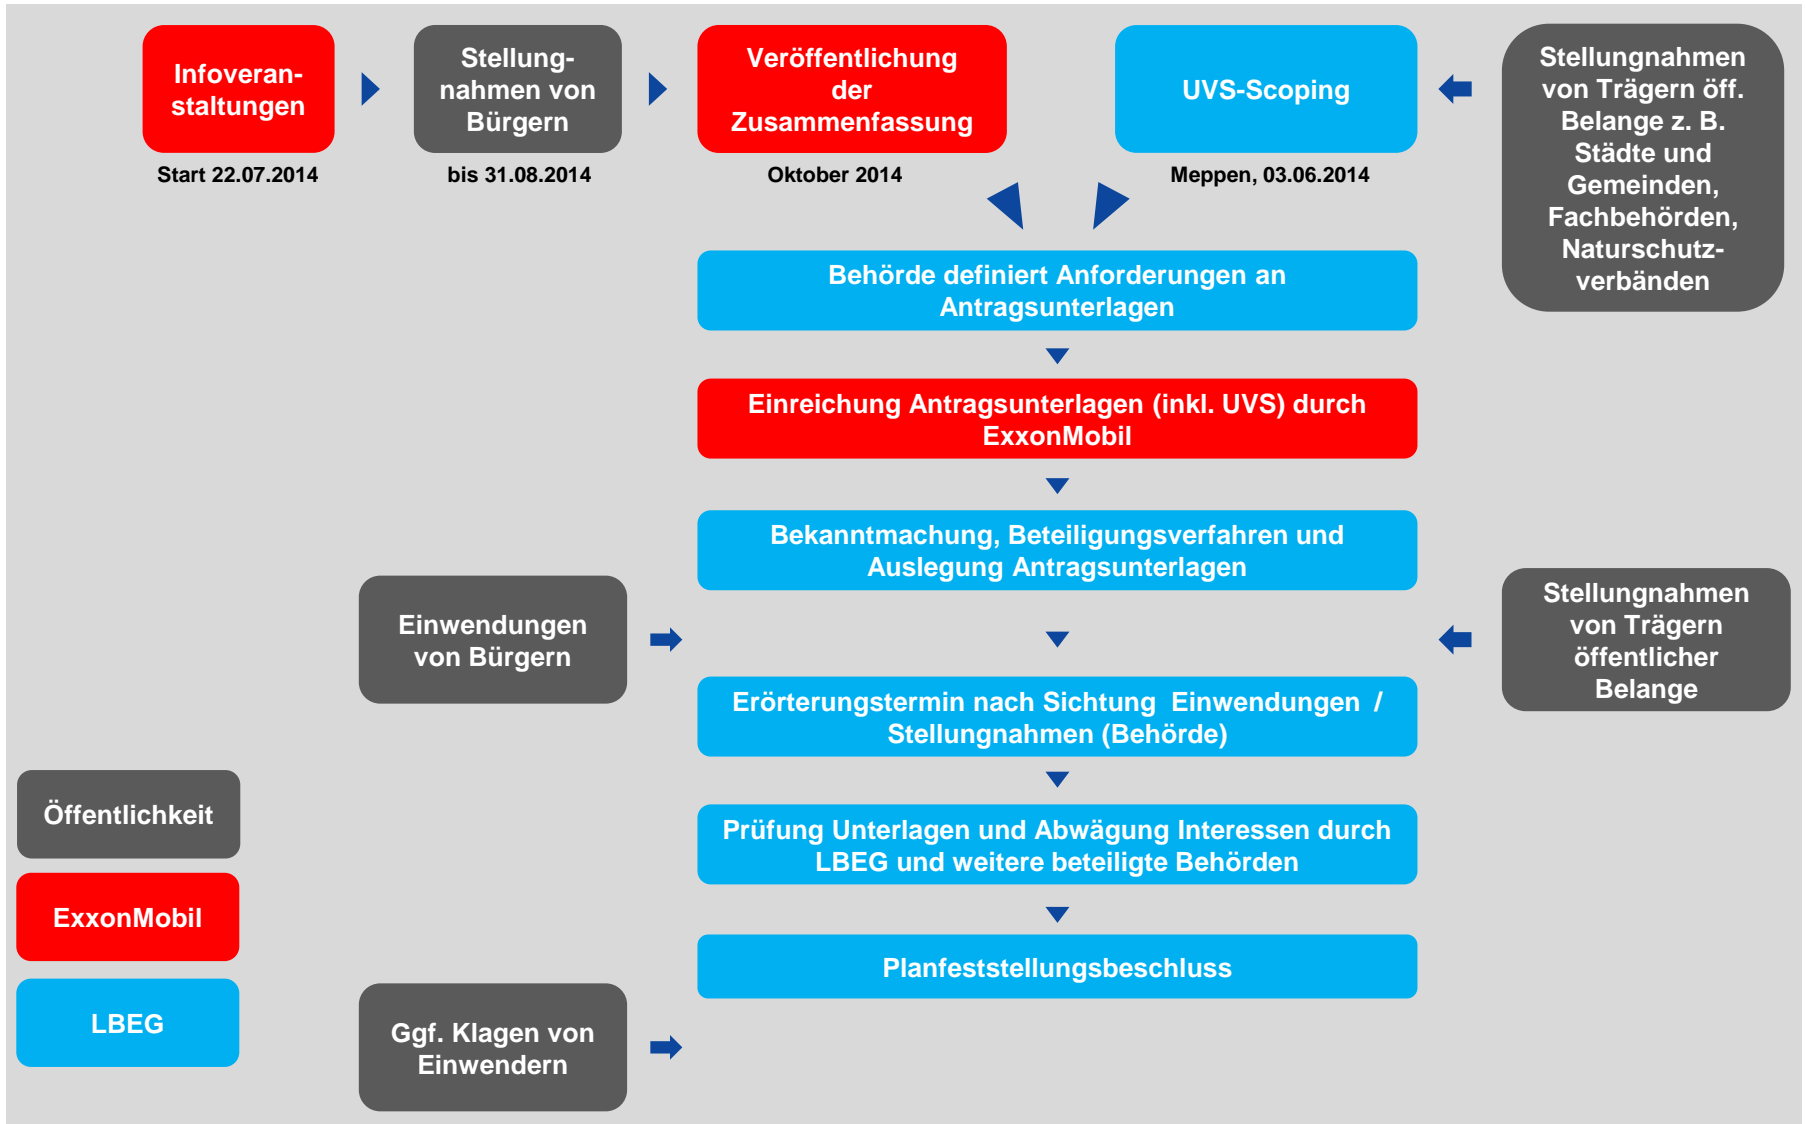 Infoveran-
staltungen
Start 22.07.2014
Stellung-
nahmen von
Bürgern
bis 31.08.2014
Veröffentlichung
der
Zusammenfassung
Oktober 2014
UVS-Scoping
Meppen, 03.06.2014
Stellungnahmen
von Trägern öff.
Belange z. B.
Städte und
Gemeinden,
Fachbehörden,
Naturschutz-
verbänden
Behörde definiert Anforderungen an
Antragsunterlagen
Einreichung Antragsunterlagen (inkl. UVS) durch
ExxonMobil
Bekanntmachung, Beteiligungsverfahren und
Auslegung Antragsunterlagen
Einwendungen
von Bürgern
Stellungnahmen
von Trägern
öffentlicher
Belange
Erörterungstermin nach Sichtung Einwendungen /
Stellungnahmen (Behörde)
Prüfung Unterlagen und Abwägung Interessen durch
LBEG und weitere beteiligte Behörden
Planfeststellungsbeschluss
Ggf. Klagen von
Einwendern
Öffentlichkeit
ExxonMobil
LBEG